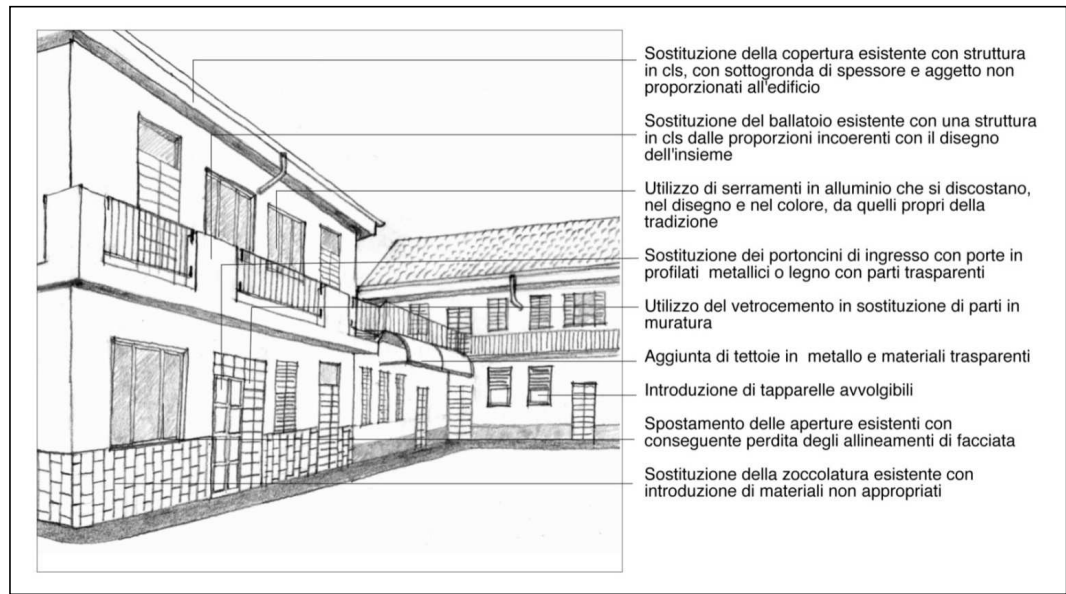 Sostituzione della copertura esistente con struttura
in cls, con sottogronda di spessore e aggetto non
proporzionati all'edificio
Sostituzione del ballatoio esistente con una struttura
in cls dalle proporzioni incoerenti con il disegno
dell'insieme
Utilizzo di serramenti in alluminio che si discostano,
nel disegno e nel colore, da quelli propri della
tradizione
Sostituzione dei portoncini di ingresso con porte in
profilati metallici o legno con parti trasparenti
Utilizzo del vetrocemento in sostituzione di parti in
muratura
Aggiunta di tettoie in metallo e materiali trasparenti
Introduzione di tapparelle avvolgibili
Spostamento delle aperture esistenti con
conseguente perdita degli allineamenti di facciata
Sostituzione della zoccolatura esistente con
introduzione di materiali non appropriati